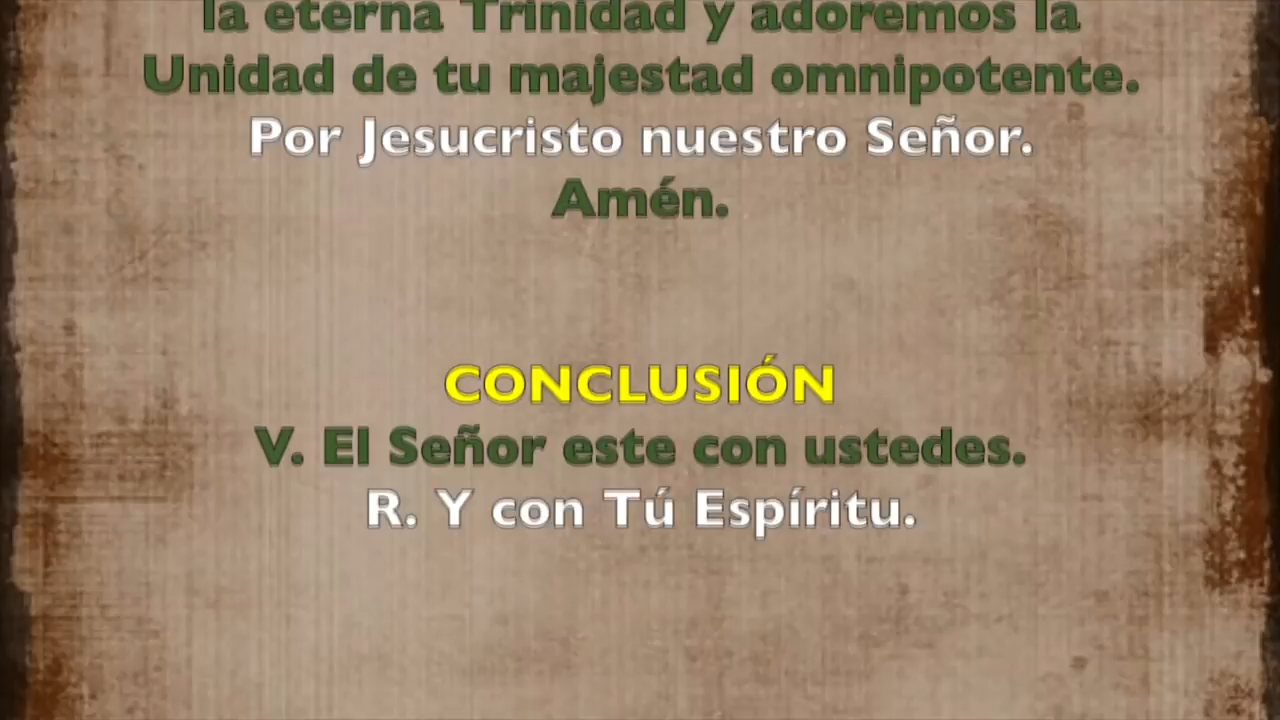 la eterna Trinidad y adoremos la
Unidad de tu majestad omnipotente.
Por Jesucristo nuestro Señor.
Amén.
CONCLUSIÓN
V. El Señor este con ustedes.
R. Y con Tú Espíritu.